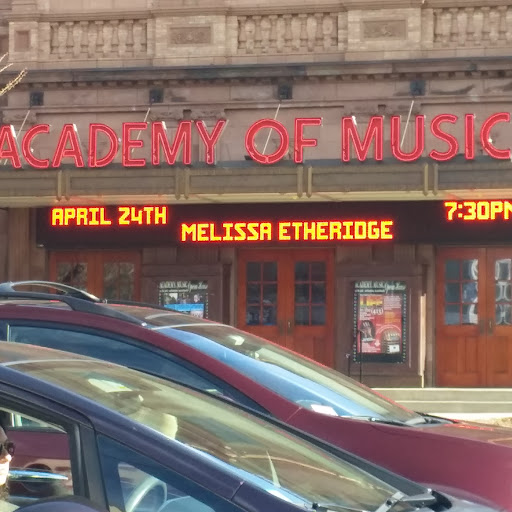 ACADEMY OF MUSIC
APRIL 24TH
MELISSA ETHERIDGE
7:30PM